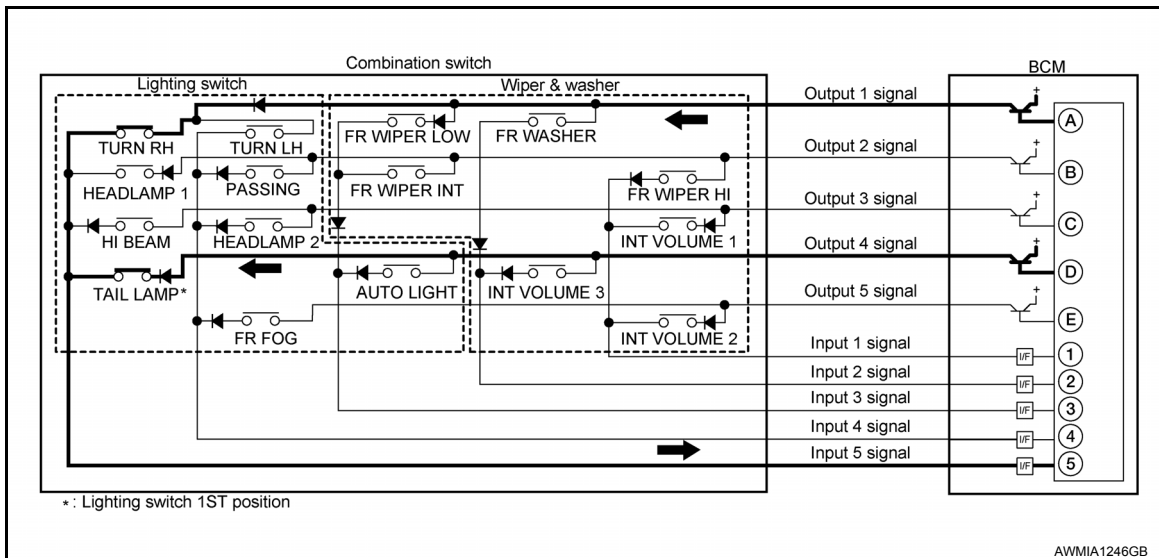 Combination switch
BCM
Lighting switch
Wiper & washer
Output 1 signal
+
A
TURN RH
TURN LH
FR WIPER LOW
FR WASHER
Output 2 signal
+
B
HEADLAMP 1
PASSING
FR WIPER INT
FR WIPER HI
Output 3 signal
+
C
HI BEAM
HEADLAMP 2
INT VOLUME 1
Output 4 signal
+
D
TAIL LAMP*
AUTO LIGHT
INT VOLUME 3
Output 5 signal
+
E
FR FOG
INT VOLUME 2
Input 1 signal
I/F
1
Input 2 signal
I/F
2
Input 3 signal
I/F
3
Input 4 signal
I/F
4
Input 5 signal
I/F
5
* : Lighting switch 1ST position
AWMIA1246GB